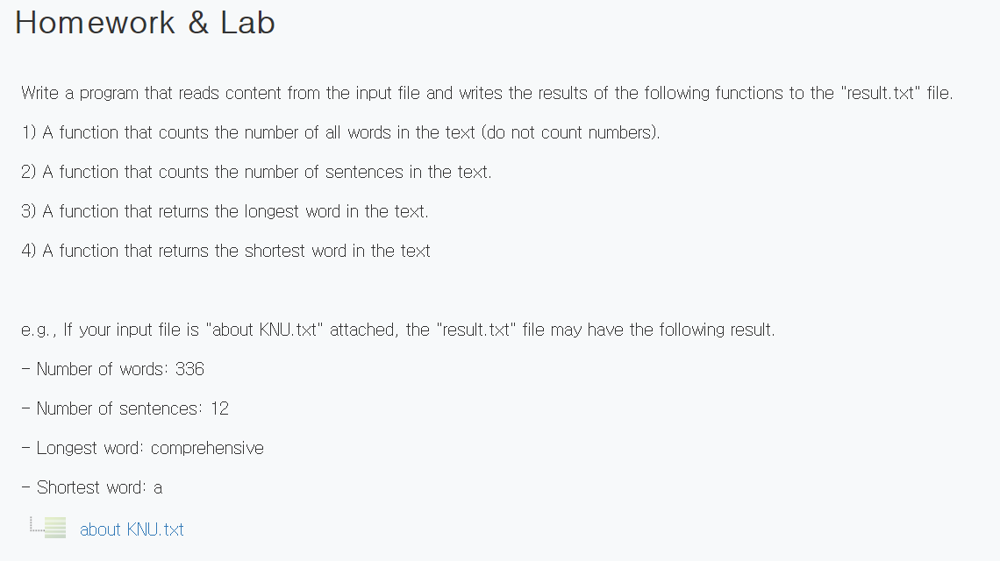 Homework & Lab
Write a program that reads content from the input file and writes the results of the following functions to the "result.txt" file.
1) A function that counts the number of all words in the text (do not count numbers).
2) A function that counts the number of sentences in the text.
3) A function that returns the longest word in the text.
4) A function that returns the shortest word in the text
e.g., If your input file is "about KNU.txt" attached, the "result.txt" file may have the following result.
- Number of words: 336
- Number of sentences: 12
- Longest word: comprehensive
- Shortest word: a
about KNU.txt